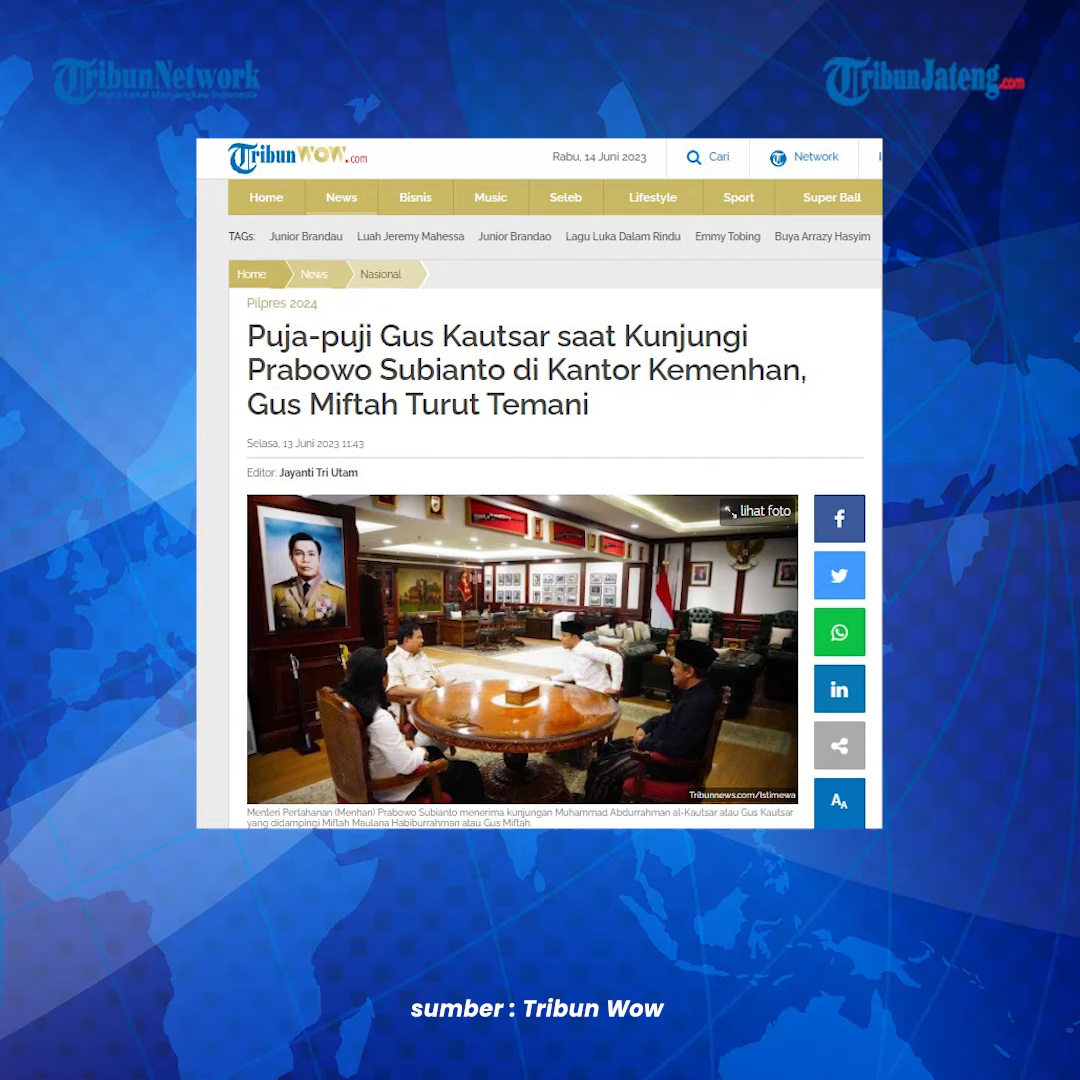 TribunNetwork
TribunJateng.com
TribunWOW.com
Rabu, 14 Juni 2023
Cari
Network
Home News Bisnis Music Seleb Lifestyle Sport Super Ball
TAGs: Junior Brandau Luah Jeremy Mahessa Junior Brandao Lagu Luka Dalam Rindu Emmy Tobing Buya Arrazy Hasyim
Home News Nasional
Pilpres 2024
Puja-puji Gus Kautsar saat Kunjungi
Prabowo Subianto di Kantor Kemenhan,
Gus Miftah Turut Temani
Selasa, 13 Juni 2023 11:43
Editor: Jayanti Tri Utam
lihat foto
Tribunnews.com/Istimewa
Menteri Pertahanan (Menhan) Prabowo Subianto menerima kunjungan Muhammad Abdurrahman al-Kautsar atau Gus Kautsar
yang didampingi Miftah Maulana Habiburrahman atau Gus Miftah.
sumber : Tribun Wow